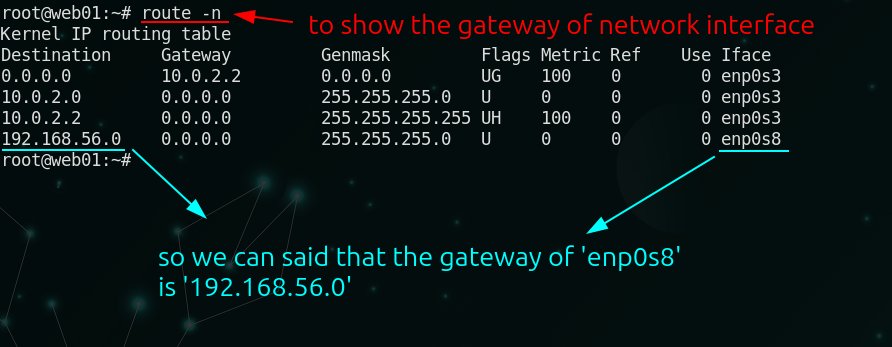 root@web01:~# route -n
to show the gateway of network interface
Kernel IP routing table
Destination Gateway Genmask Flags Metric Ref Use Iface
0.0.0.0 10.0.2.2 0.0.0.0 UG 100 0 0 enp0s3
10.0.2.0 0.0.0.0 255.255.255.0 U 0 0 0 enp0s3
10.0.2.2 0.0.0.0 255.255.255.255 UH 100 0 0 enp0s3
192.168.56.0 0.0.0.0 255.255.255.0 U 0 0 0 enp0s8
root@web01:~#
so we can said that the gateway of 'enp0s8'
is '192.168.56.0'